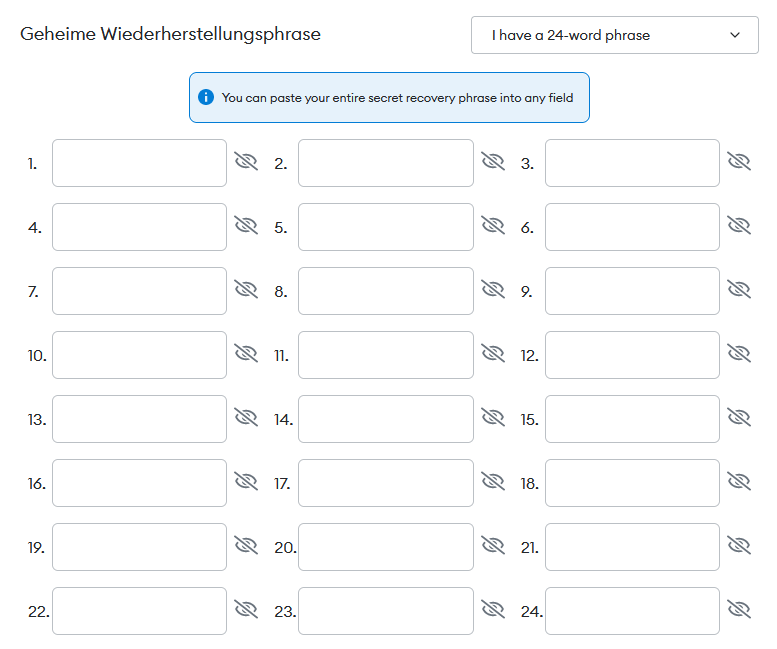 Geheime Wiederherstellungsphrase
I have a 24-word phrase
You can paste your entire secret recovery phrase into any field
1. 2. 3.
4. 5. 6.
7. 8. 9.
10. 11. 12.
13. 14. 15.
16. 17. 18.
19. 20. 21.
22. 23. 24.